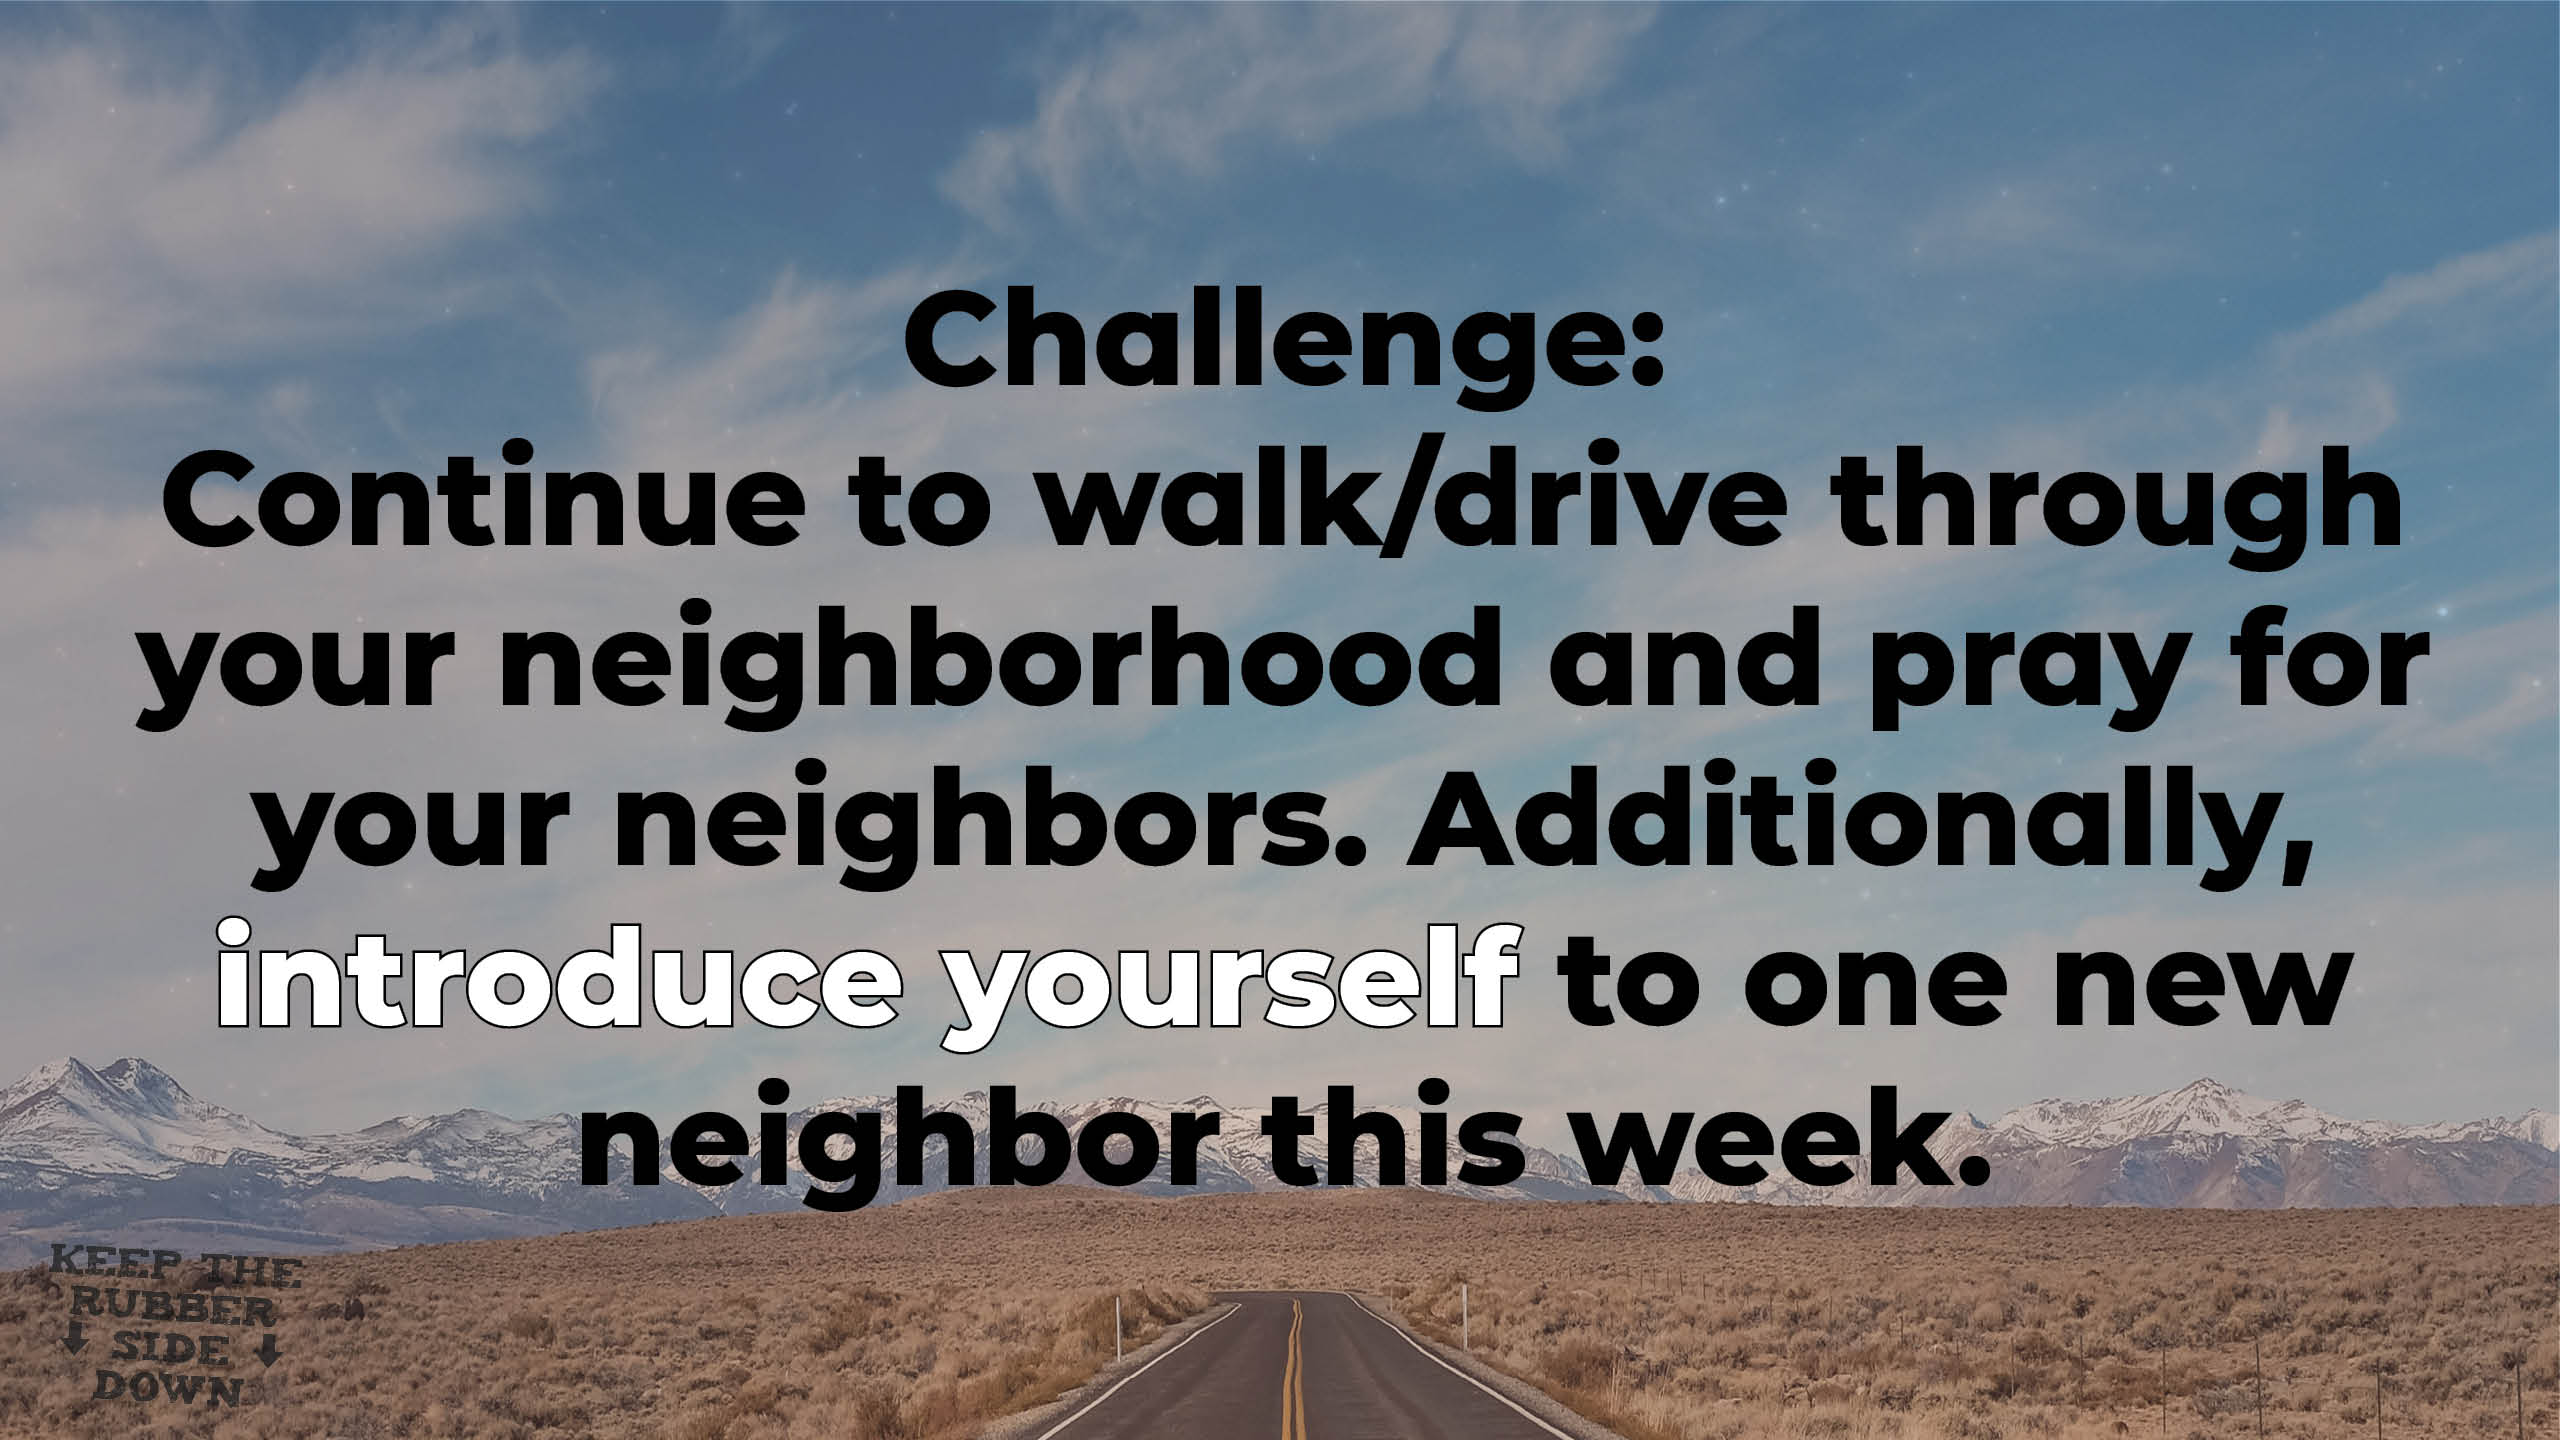 Challenge:
Continue to walk/drive through
your neighborhood and pray for
your neighbors. Additionally,
introduce yourself to one new
neighbor this week.
KEEP THE
RUBBER
SIDE
DOWN